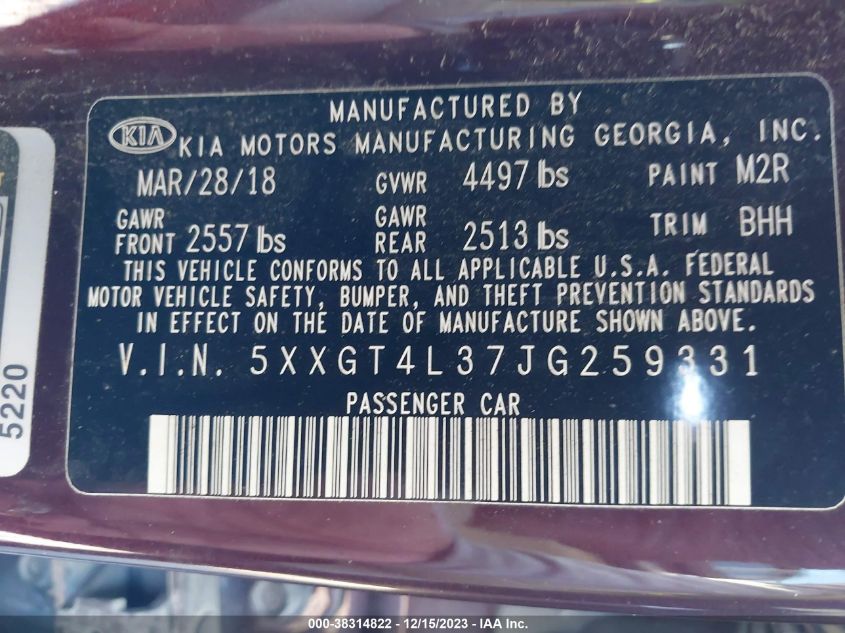 MANUFACTURED BY
KIA KIA MOTORS MANUFACTURING GEORGIA, INC.
MAR/28/18 GVWR 4497 lbs PAINT M2R
GAWR FRONT 2557 lbs GAWR REAR 2513 lbs TRIM BHH
THIS VEHICLE CONFORMS TO ALL APPLICABLE U.S.A. FEDERAL
MOTOR VEHICLE SAFETY, BUMPER, AND THEFT PREVENTION STANDARDS
IN EFFECT ON THE DATE OF MANUFACTURE SHOWN ABOVE.
V.I.N. 5XXGT4L37JG259331
PASSENGER CAR
5220
000-38314822 - 12/15/2023 - IAA Inc.